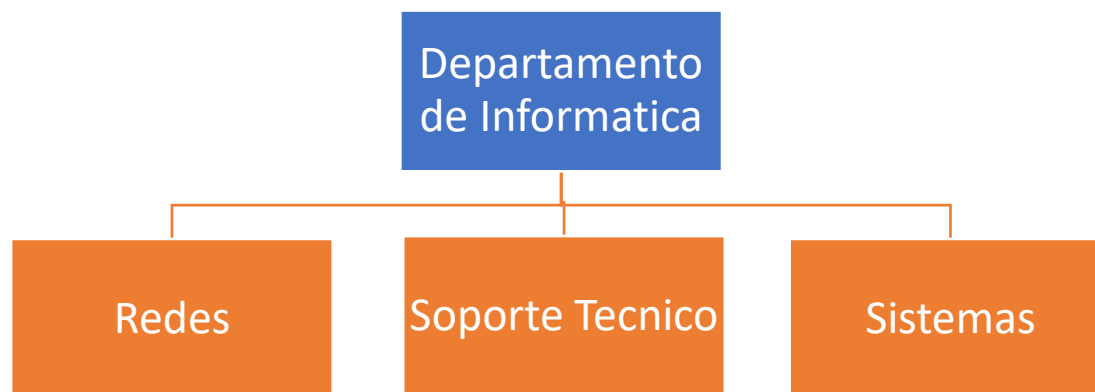 Departamento
de Informatica
Redes
Soporte Tecnico
Sistemas